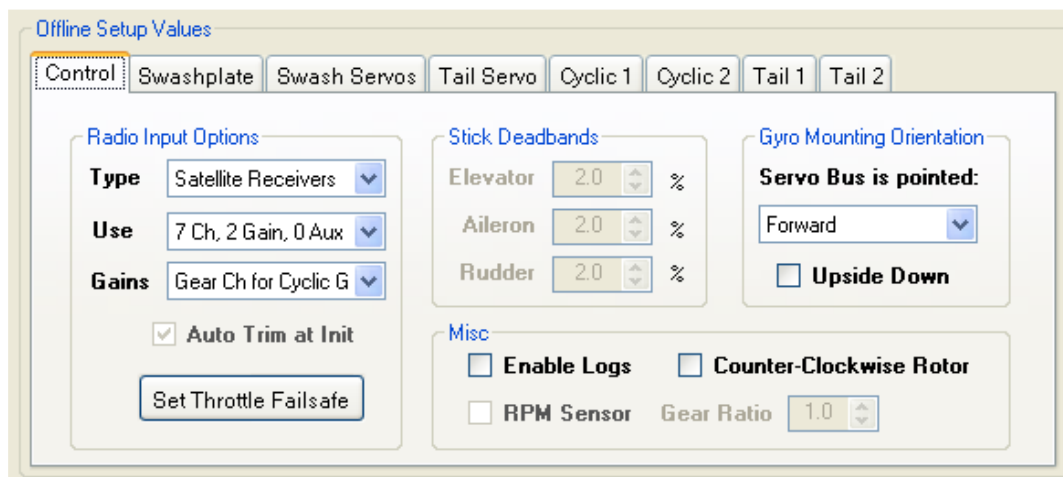 Offline Setup Values
Control Swashplate Swash Servos Tail Servo Cyclic 1 Cyclic 2 Tail 1 Tail 2
Radio Input Options
Type Satellite Receivers
Use 7 Ch, 2 Gain, 0 Aux
Gains Gear Ch for Cyclic G
Auto Trim at Init
Set Throttle Failsafe
Stick Deadbands
Elevator 2.0 %
Aileron 2.0 %
Rudder 2.0 %
Gyro Mounting Orientation
Servo Bus is pointed:
Forward
Upside Down
Misc
Enable Logs Counter-Clockwise Rotor
RPM Sensor Gear Ratio 1.0